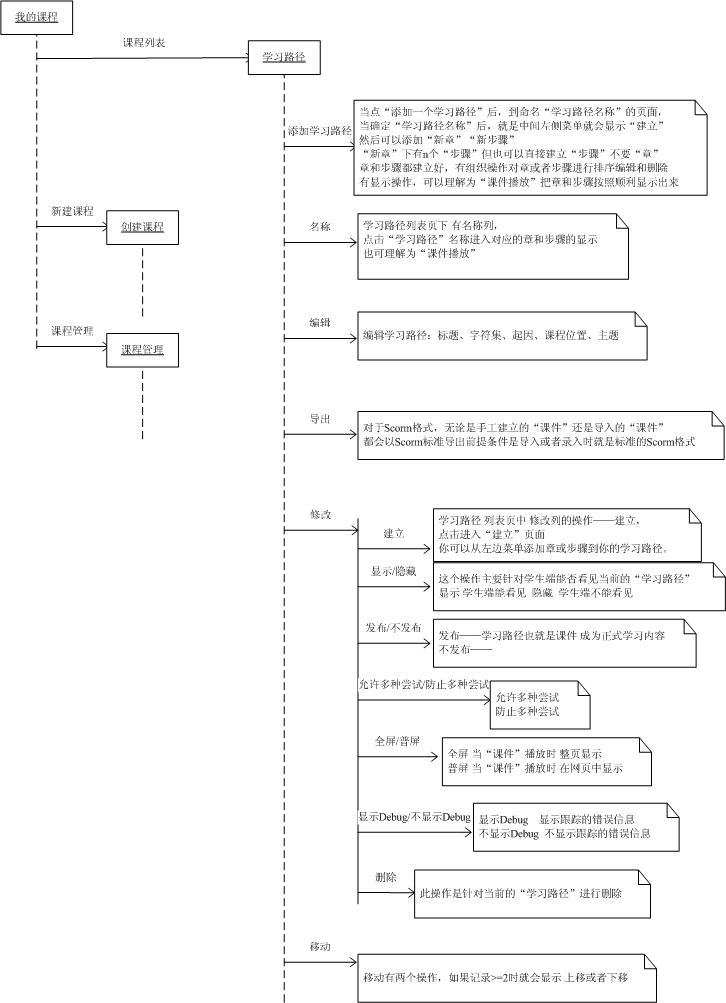 我的课程
课程列表
学习路径
添加学习路径
当点“添加一个学习路径”后，到命名“学习路径名称”的页面，
当确定“学习路径名称”后，就是中间左侧菜单就会显示“建立”
然后可以添加“新章”“新步骤”
“新章”下有n个“步骤”但也可以直接建立“步骤”不要“章”
章和步骤都建立好，有组织操作对章或者步骤进行排序编辑和删除
有显示操作，可以理解为“课件播放”把章和步骤按照顺利显示出来
新建课程
创建课程
名称
学习路径列表页下 有名称列，
点击“学习路径”名称进入对应的章和步骤的显示
也可理解为“课件播放”
课程管理
课程管理
编辑
编辑学习路径：标题、字符集、起因、课程位置、主题
导出
对于Scorm格式，无论是手工建立的“课件”还是导入的“课件”
都会以Scorm标准导出前提条件是导入或者录入时就是标准的Scorm格式
修改
建立
学习路径 列表页中 修改列的操作——建立，
点击进入“建立”页面
你可以从左边菜单添加章或步骤到你的学习路径。
显示/隐藏
这个操作主要针对学生端能否看见当前的“学习路径”
显示 学生端能看见 隐藏 学生端不能看见
发布/不发布
发布——学习路径也就是课件 成为正式学习内容
不发布——
允许多种尝试/防止多种尝试
允许多种尝试
防止多种尝试
全屏/普屏
全屏 当“课件”播放时 整页显示
普屏 当“课件”播放时 在网页中显示
显示Debug/不显示Debug
显示Debug 显示跟踪的错误信息
不显示Debug 不显示跟踪的错误信息
删除
此操作是针对当前的“学习路径”进行删除
移动
移动有两个操作，如果记录>=2时就会显示 上移或者下移